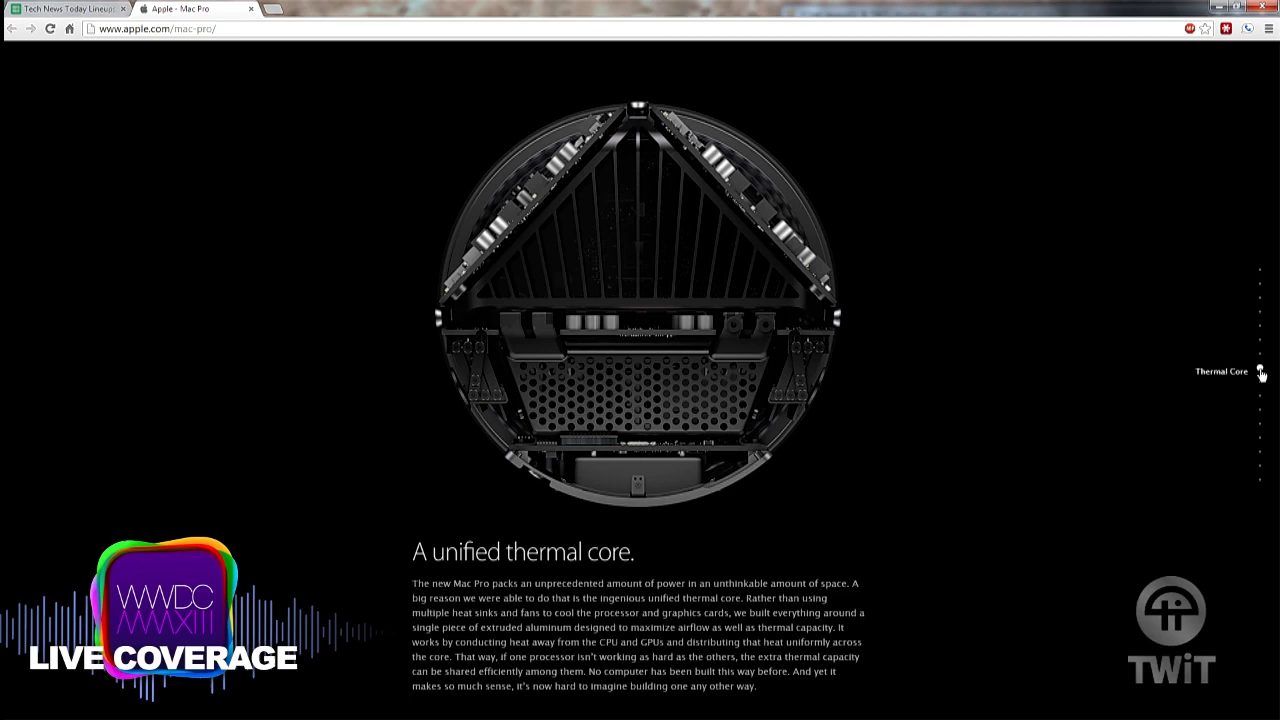 Tech News Today Lineup
Apple - Mac Pro
www.apple.com/mac-pro/
Thermal Core
A unified thermal core.
The new Mac Pro packs an unprecedented amount of power in an unthinkable amount of space. A
big reason we were able to do that is the ingenious unified thermal core. Rather than using
multiple heat sinks and fans to cool the processor and graphics cards, we built everything around a
single piece of extruded aluminum designed to maximize airflow as well as thermal capacity. It
works by conducting heat away from the CPU and GPUs and distributing that heat uniformly across
the core. That way, if one processor isn't working as hard as the others, the extra thermal capacity
can be shared efficiently among them. No computer has been built this way before. And yet it
makes so much sense, it's now hard to imagine building one any other way.
WWDC
MMXIII
LIVE COVERAGE
TWiT